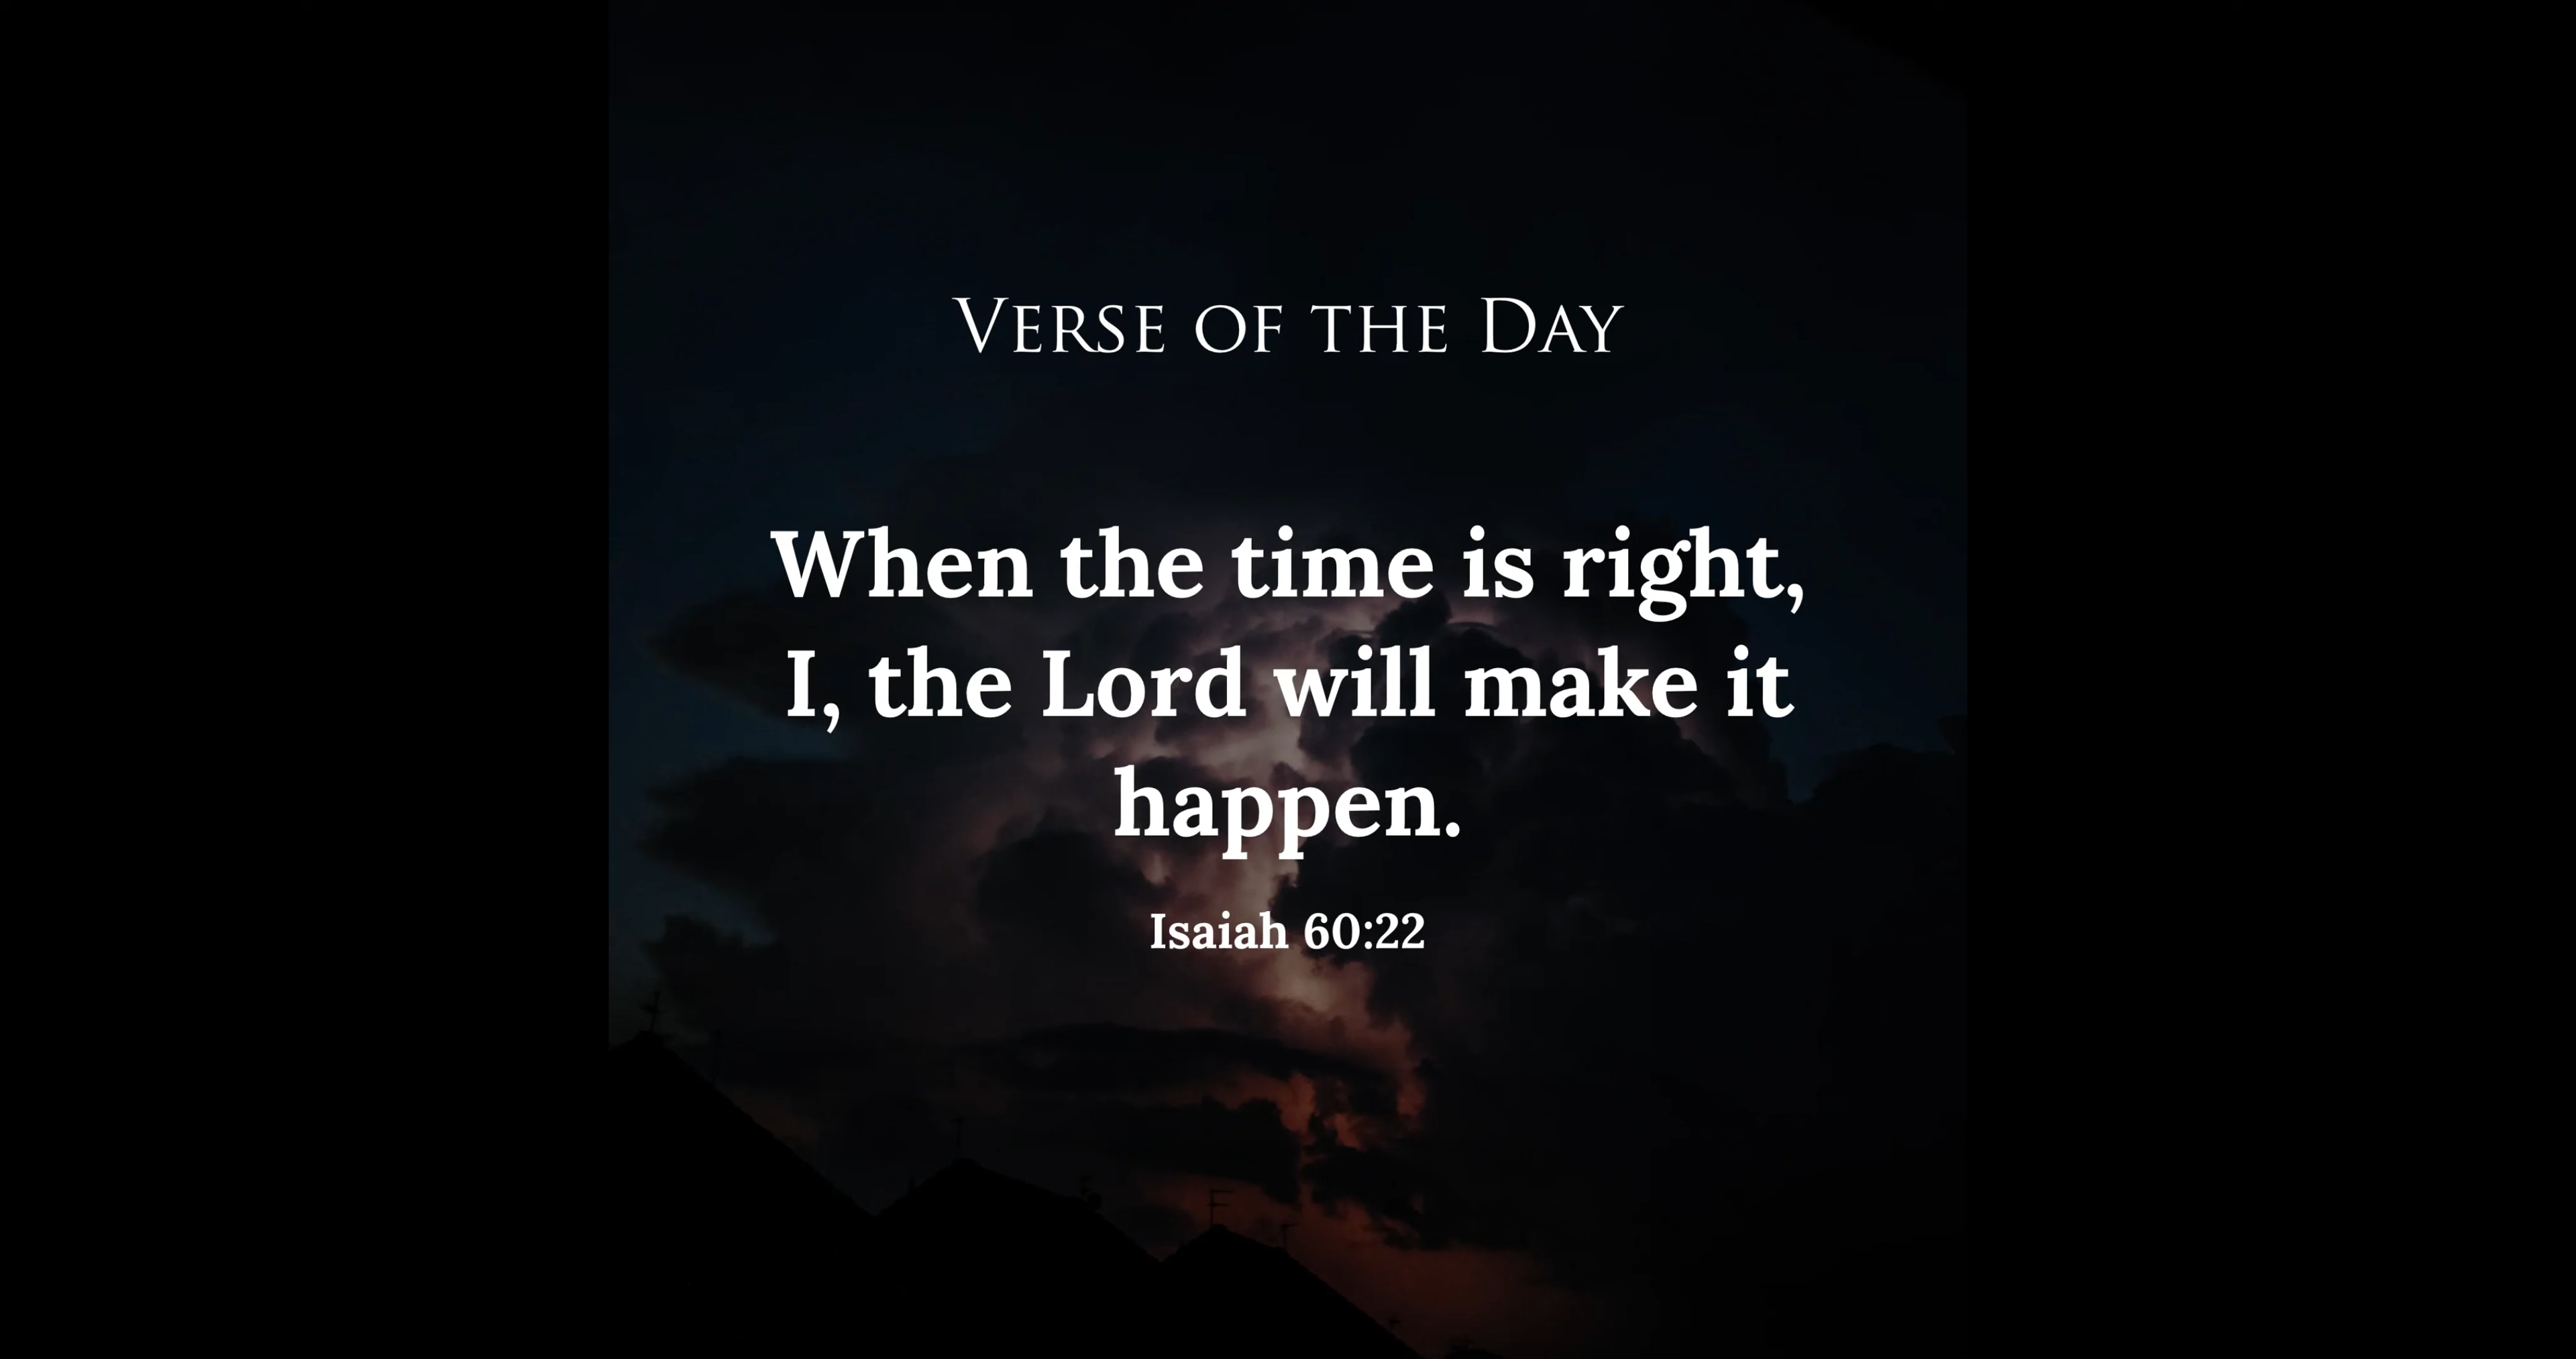 Verse of the Day
When the time is right,
I, the Lord will make it
happen.
Isaiah 60:22